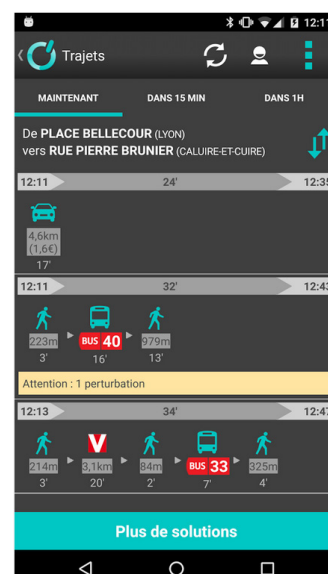 12:11
Trajets
MAINTENANT DANS 15 MIN DANS 1H
De PLACE BELLECOUR (LYON)
vers RUE PIERRE BRUNIER (CALUIRE-ET-CUIRE)
12:11 24' 12:35
4,6km
(1,6€)
17'
12:11 32' 12:43
223m BUS 40 979m
3' 16' 13'
Attention : 1 perturbation
12:13 34' 12:47
V
214m 3,1km 84m BUS 33 325m
3' 20' 2' 7' 4'
Plus de solutions